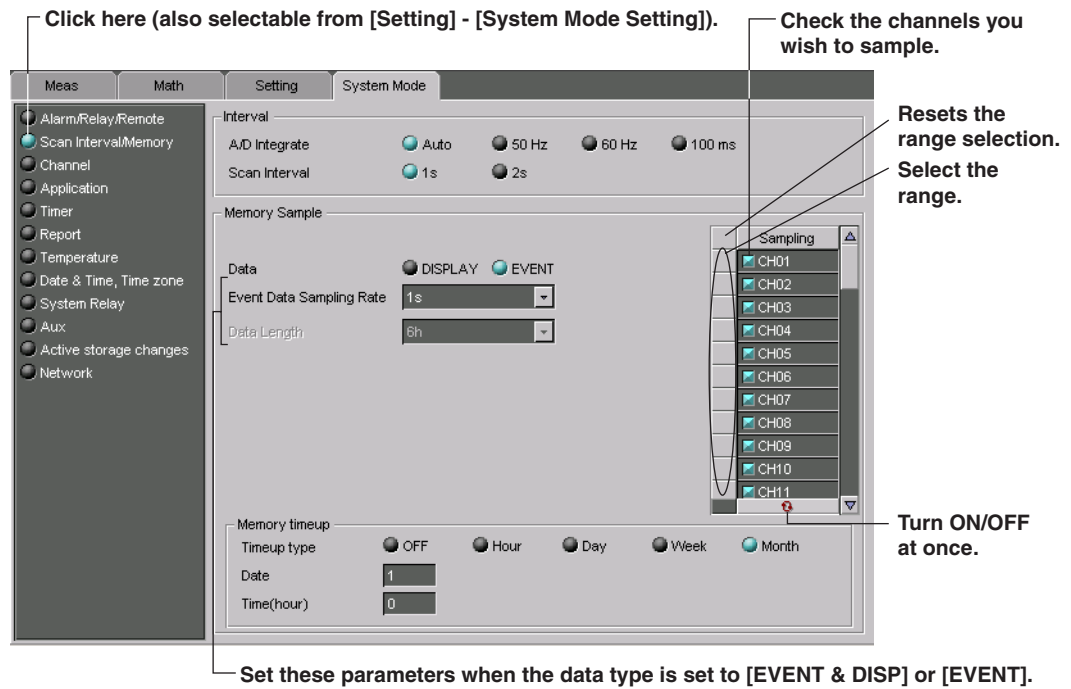 Click here (also selectable from [Setting] - [System Mode Setting]).
Check the channels you
wish to sample.
Meas Math Setting System Mode
Alarm/Relay/Remote
Scan Interval/Memory
Channel
Application
Timer
Report
Temperature
Date & Time, Time zone
System Relay
Aux
Active storage changes
Network
Interval
A/D Integrate Auto 50 Hz 60 Hz 100 ms
Scan Interval 1s 2s
Memory Sample
Data DISPLAY EVENT
Event Data Sampling Rate 1s
Data Length 6h
Sampling
CH01
CH02
CH03
CH04
CH05
CH06
CH07
CH08
CH09
CH10
CH11
Resets the
range selection.
Select the
range.
Turn ON/OFF
at once.
Memory timeup
Timeup type OFF Hour Day Week Month
Date 1
Time(hour) 0
Set these parameters when the data type is set to [EVENT & DISP] or [EVENT].